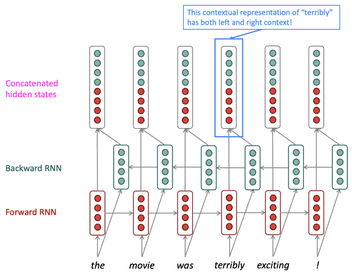 This contextual representation of "terribly"
has both left and right context!
Concatenated
hidden states
Backward RNN
Forward RNN
the movie was terribly exciting !